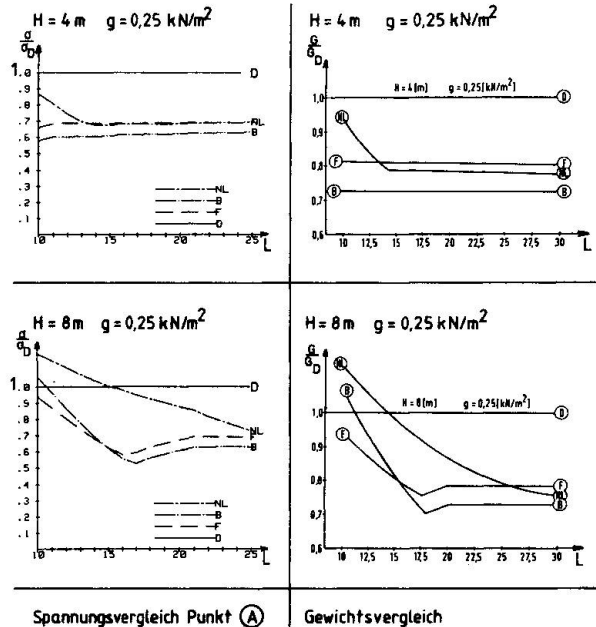 H = 4 m g = 0,25 kN/m²
σ/σD
1.0
.9
.8
.7
.6
.5
.4
.3
.2
.1
D
NL
B
NL
B
F
D
10 15 20 25 L
H = 4 m g = 0,25 kN/m²
G/GD
H = 4 [m] g = 0,25 [kN/m²]
1,0
0,9
0,8
0,7
0,6
D
NL
F
F
NL
B
B
10 12,5 15 17,5 20 22,5 25 27,5 30 L
H = 8 m g = 0,25 kN/m²
σ/σD
1.0
.9
.8
.7
.6
.5
.4
.3
.2
.1
D
NL
F
B
NL
B
F
D
10 15 20 25 L
H = 8 m g = 0,25 kN/m²
G/GD
NL
B
F
H = 8 [m] g = 0,25 [kN/m²]
1,0
0,9
0,8
0,7
0,6
D
F
NL
B
10 12,5 15 17,5 20 22,5 25 27,5 30 L
Spannungsvergleich Punkt A
Gewichtsvergleich